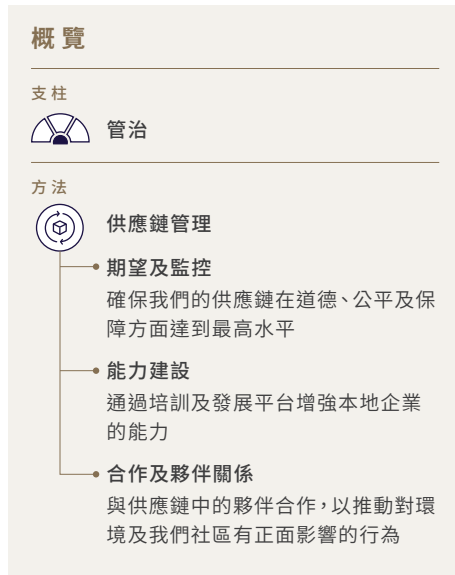 概覽
支柱
管治
方法
供應鏈管理
期望及監控
確保我們的供應鏈在道德、公平及保
障方面達到最高水平
能力建設
通過培訓及發展平台增強本地企業
的能力
合作及夥伴關係
與供應鏈中的夥伴合作，以推動對環
境及我們社區有正面影響的行為